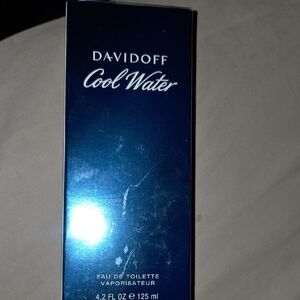 DAVIDOFF
Cool Water
EAU DE TOILETTE
VAPORISATEUR
4.2 FL OZ ℮ 125 ml